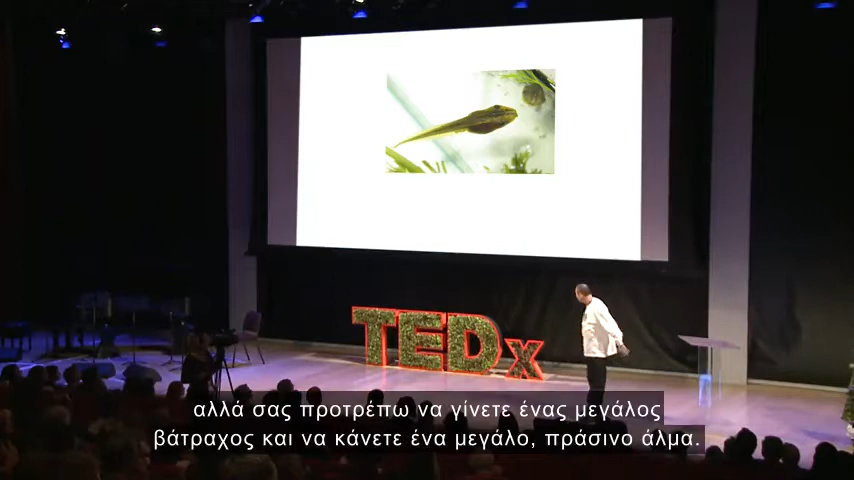 TEDx
αλλά σας προτρέπω να γίνετε ένας μεγάλος
βάτραχος και να κάνετε ένα μεγάλο, πράσινο άλμα.